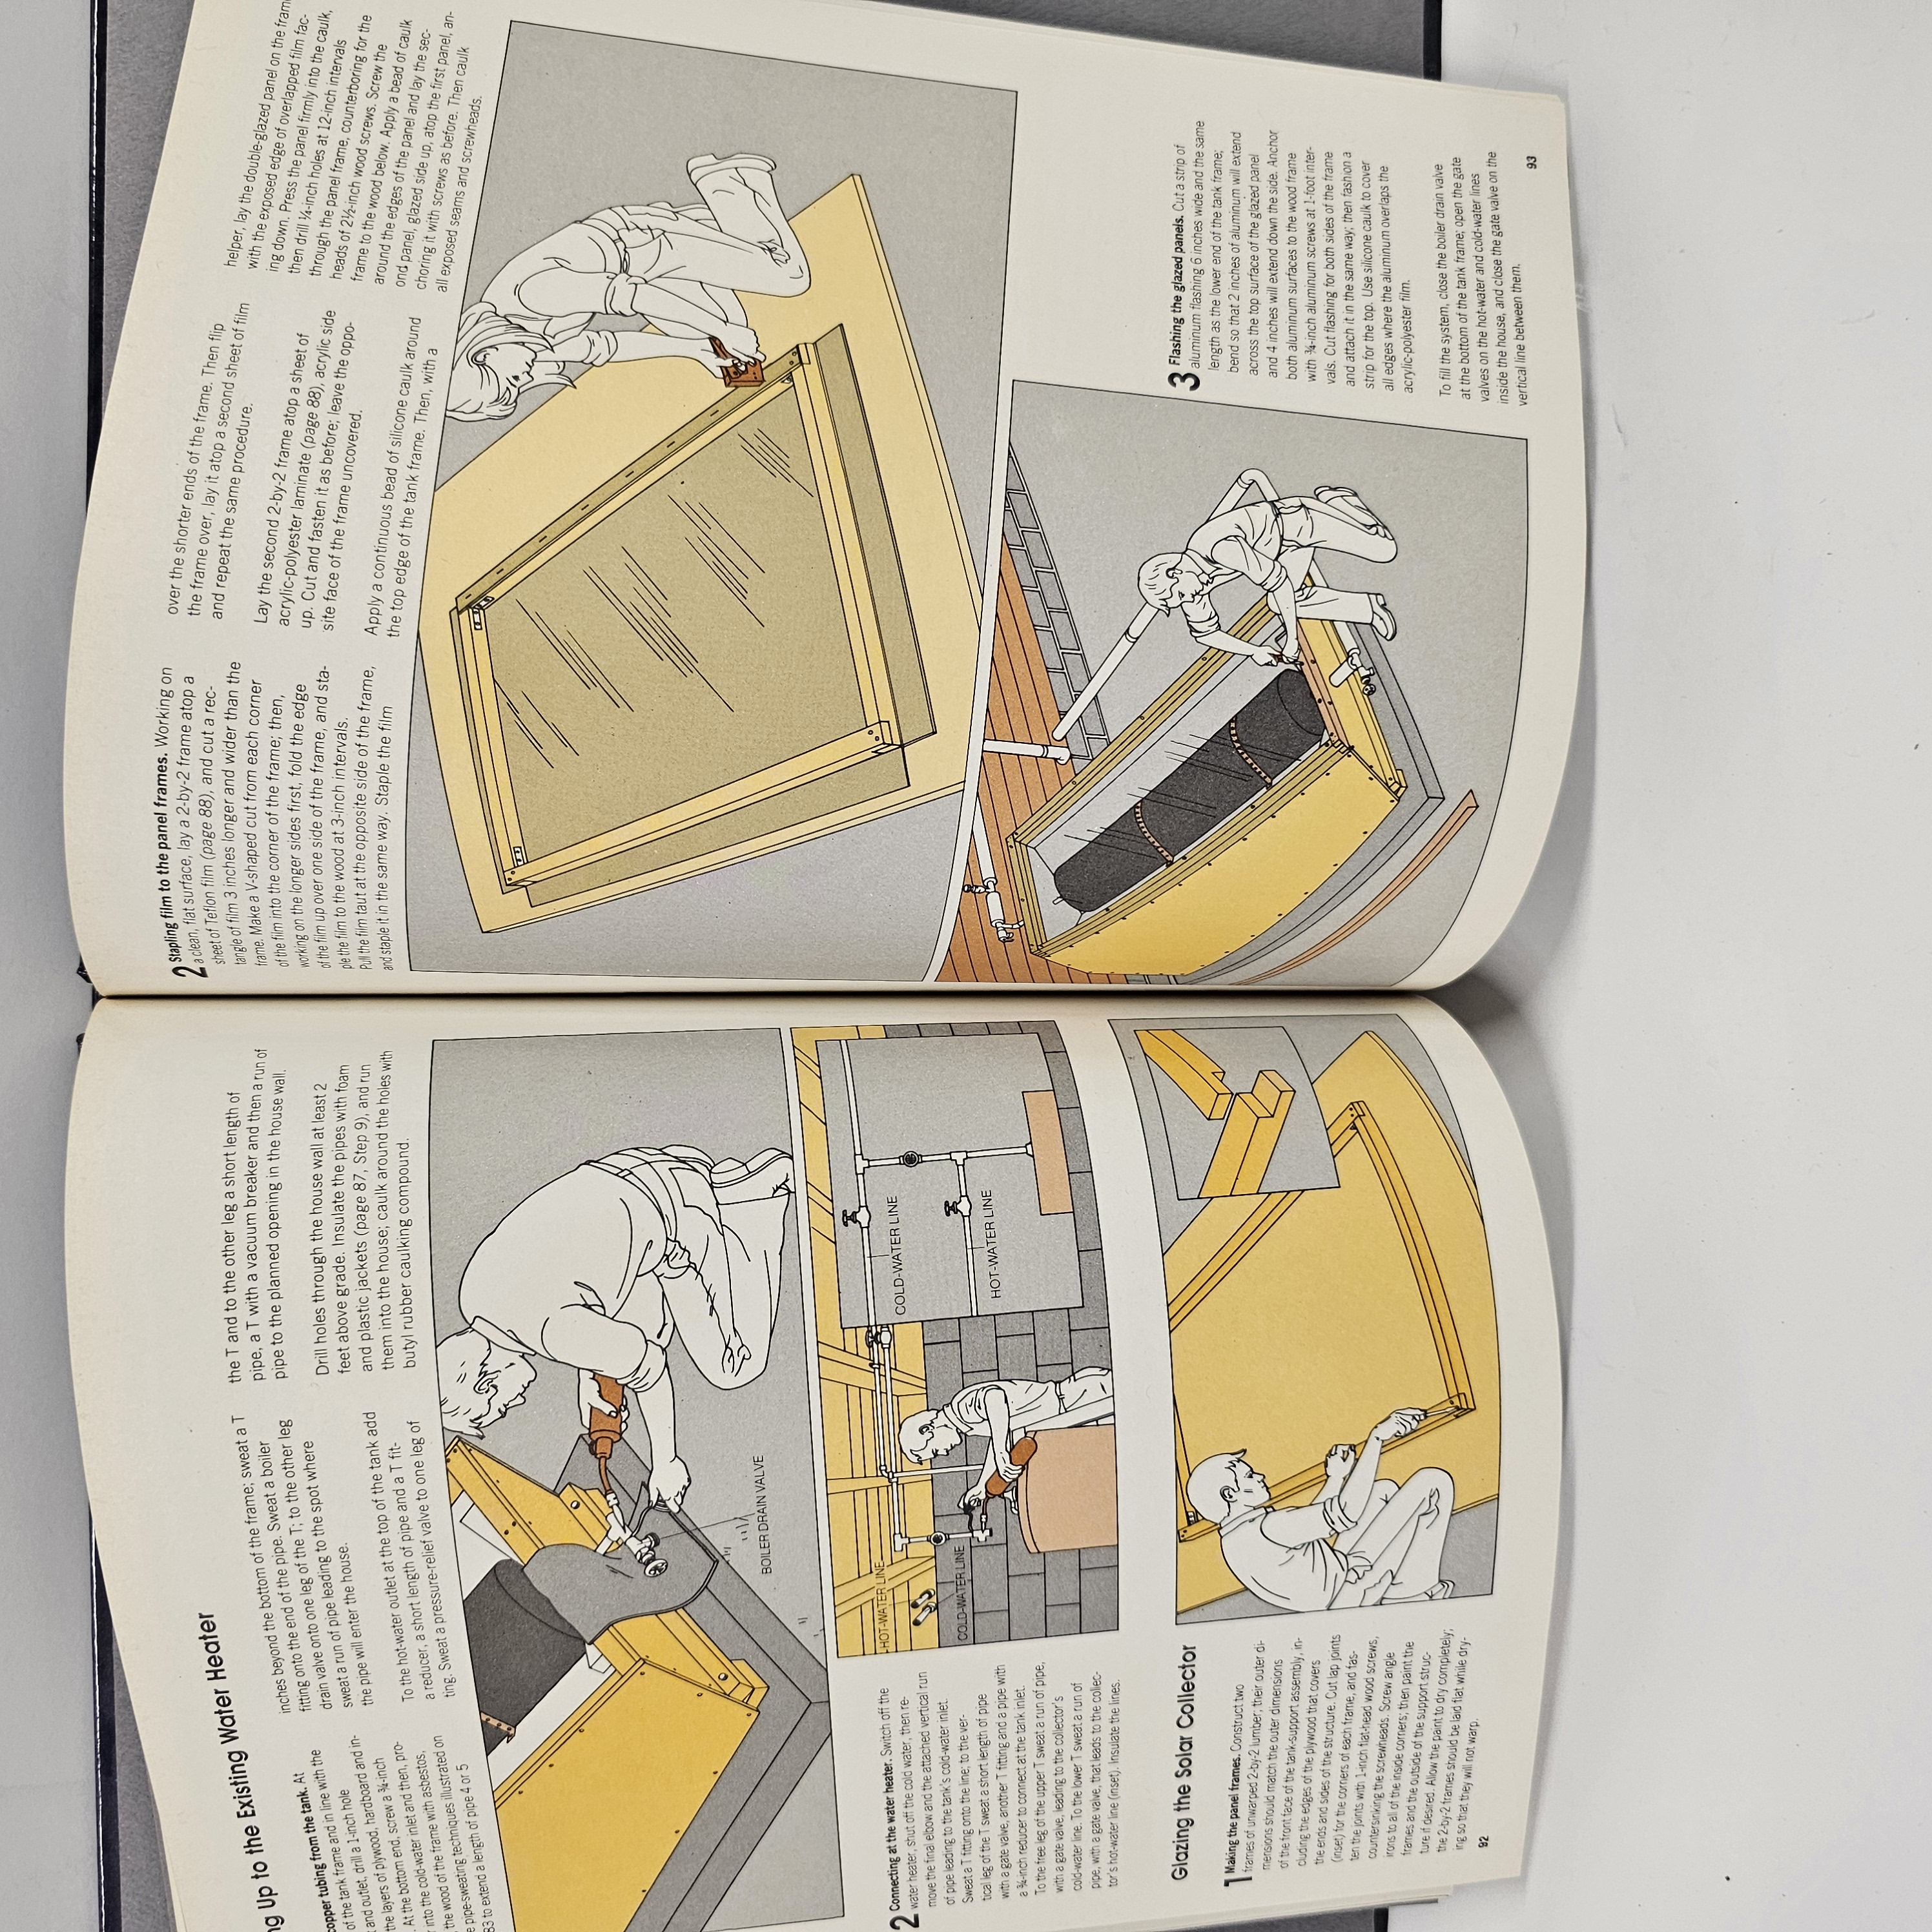 ng Up to the Existing Water Heater
copper tubing from the tank. At
of the tank frame and in line with the
and outlet, drill a 1-inch hole
the layers of plywood, hardboard and in-
. At the bottom end, screw a ¾-inch
r into the cold-water inlet and then, pro-
the wood of the frame with asbestos,
e pipe-sweating techniques illustrated on
83 to extend a length of pipe 4 or 5
inches beyond the bottom of the frame; sweat a T
fitting onto the end of the pipe. Sweat a boiler
drain valve onto one leg of the T; to the other leg
sweat a run of pipe leading to the spot where
the pipe will enter the house.
To the hot-water outlet at the top of the tank add
a reducer, a short length of pipe and a T fit-
ting. Sweat a pressure-relief valve to one leg of
the T and to the other leg a short length of
pipe, a T with a vacuum breaker and then a run of
pipe to the planned opening in the house wall.
Drill holes through the house wall at least 2
feet above grade. Insulate the pipes with foam
and plastic jackets (page 87, Step 9), and run
them into the house; caulk around the holes with
butyl rubber caulking compound.
BOILER DRAIN VALVE
2 Connecting at the water heater. Switch off the
water heater, shut off the cold water, then re-
move the final elbow and the attached vertical run
of pipe leading to the tank's cold-water inlet.
Sweat a T fitting onto the line; to the ver-
tical leg of the T sweat a short length of pipe
with a gate valve, another T fitting and a pipe with
a ¾-inch reducer to connect at the tank inlet.
To the free leg of the upper T sweat a run of pipe,
with a gate valve, leading to the collector's
cold-water line. To the lower T sweat a run of
pipe, with a gate valve, that leads to the collec-
tor's hot-water line (inset). Insulate the lines.
HOT-WATER LINE
COLD-WATER LINE
COLD-WATER LINE
HOT-WATER LINE
Glazing the Solar Collector
1 Making the panel frames. Construct two
frames of unwarped 2-by-2 lumber; their outer di-
mensions should match the outer dimensions
of the front face of the tank-support assembly, in-
cluding the edges of the plywood that covers
the ends and sides of the structure. Cut lap joints
(inset) for the corners of each frame, and fas-
ten the joints with 1-inch flat-head wood screws,
countersinking the screwheads. Screw angle
irons to all of the inside corners; then paint the
frames and the outside of the support struc-
ture if desired. Allow the paint to dry completely;
the 2-by-2 frames should be laid flat while dry-
ing so that they will not warp.
92
2 Stapling film to the panel frames. Working on
a clean, flat surface, lay a 2-by-2 frame atop a
sheet of Teflon film (page 88), and cut a rec-
tangle of film 3 inches longer and wider than the
frame. Make a V-shaped cut from each corner
of the film into the corner of the frame; then,
working on the longer sides first, fold the edge
of the film up over one side of the frame, and sta-
ple the film to the wood at 3-inch intervals.
Pull the film taut at the opposite side of the frame,
and staple it in the same way. Staple the film
over the shorter ends of the frame. Then flip
the frame over, lay it atop a second sheet of film
and repeat the same procedure.
Lay the second 2-by-2 frame atop a sheet of
acrylic-polyester laminate (page 88), acrylic side
up. Cut and fasten it as before; leave the oppo-
site face of the frame uncovered.
Apply a continuous bead of silicone caulk around
the top edge of the tank frame. Then, with a
helper, lay the double-glazed panel on the frame
with the exposed edge of overlapped film fac-
ing down. Press the panel firmly into the caulk,
then drill ¼-inch holes at 12-inch intervals
through the panel frame, counterboring for the
heads of 2½-inch wood screws. Screw the
frame to the wood below. Apply a bead of caulk
around the edges of the panel and lay the sec-
ond panel, glazed side up, atop the first panel, an-
choring it with screws as before. Then caulk
all exposed seams and screwheads.
3 Flashing the glazed panels. Cut a strip of
aluminum flashing 6 inches wide and the same
length as the lower end of the tank frame;
bend so that 2 inches of aluminum will extend
across the top surface of the glazed panel
and 4 inches will extend down the side. Anchor
both aluminum surfaces to the wood frame
with ¾-inch aluminum screws at 1-foot inter-
vals. Cut flashing for both sides of the frame
and attach it in the same way; then fashion a
strip for the top. Use silicone caulk to cover
all edges where the aluminum overlaps the
acrylic-polyester film.
To fill the system, close the boiler drain valve
at the bottom of the tank frame; open the gate
valves on the hot-water and cold-water lines
inside the house, and close the gate valve on the
vertical line between them.
93